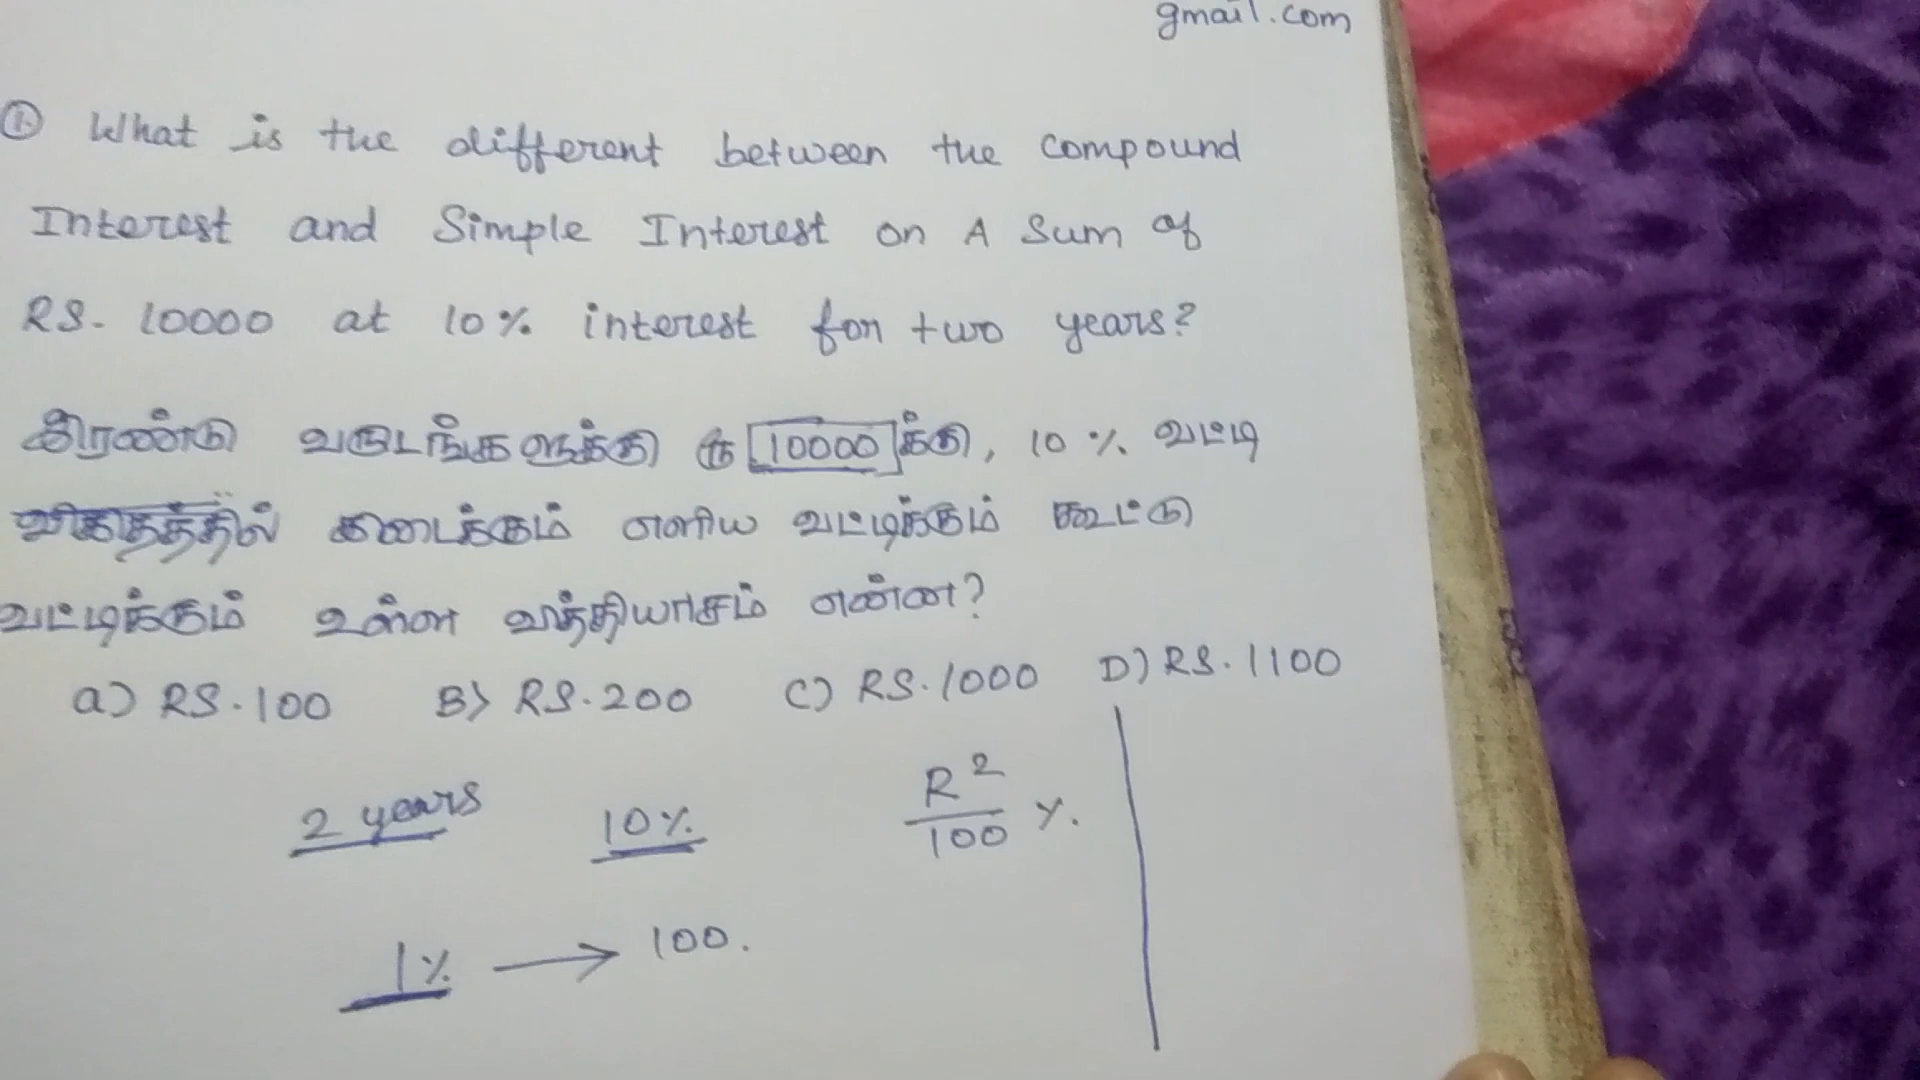 gmail.com
① What is the different between the compound
Interest and Simple Interest on A Sum of
RS. 10000 at 10% interest for two years?
இரண்டு வருடங்களுக்கு ரூ 10000க்கு, 10 % வட்டி
விகிதத்தில் கிடைக்கும் எளிய வட்டிக்கும் கூட்டு
வட்டிக்கும் உள்ள வித்தியாசம் என்ன?
a) RS.100 B) RS.200 C) RS.1000 D) RS.1100
2 years 10% R²/100 %.
1% → 100.